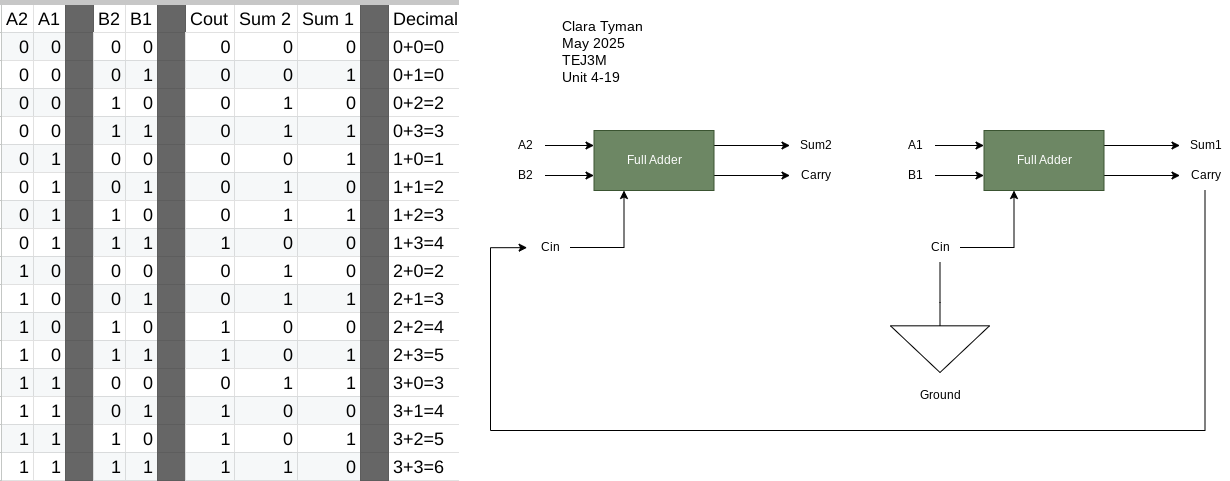 A2 A1 B2 B1 Cout Sum 2 Sum 1 Decimal
0 0 0 0 0 0 0 0+0=0
0 0 0 1 0 0 1 0+1=0
0 0 1 0 0 1 0 0+2=2
0 0 1 1 0 1 1 0+3=3
0 1 0 0 0 0 1 1+0=1
0 1 0 1 0 1 0 1+1=2
0 1 1 0 0 1 1 1+2=3
0 1 1 1 1 0 0 1+3=4
1 0 0 0 0 1 0 2+0=2
1 0 0 1 0 1 1 2+1=3
1 0 1 0 1 0 0 2+2=4
1 0 1 1 1 0 1 2+3=5
1 1 0 0 0 1 1 3+0=3
1 1 0 1 1 0 0 3+1=4
1 1 1 0 1 0 1 3+2=5
1 1 1 1 1 1 0 3+3=6
Clara Tyman
May 2025
TEJ3M
Unit 4-19
A2 Full Adder Sum2
B2 Carry
Cin
A1 Full Adder Sum1
B1 Carry
Cin
Ground